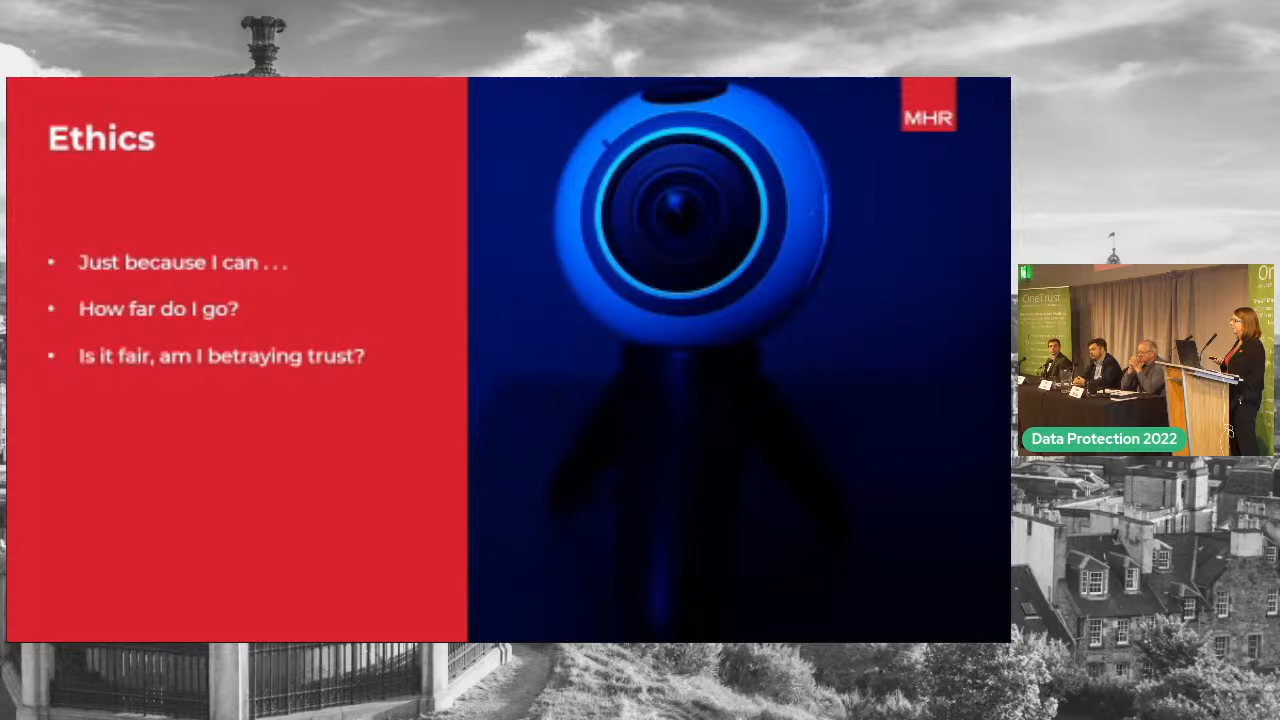 Ethics
MHR
• Just because I can . . .
• How far do I go?
• Is it fair, am I betraying trust?
OneTrust
Data Protection 2022